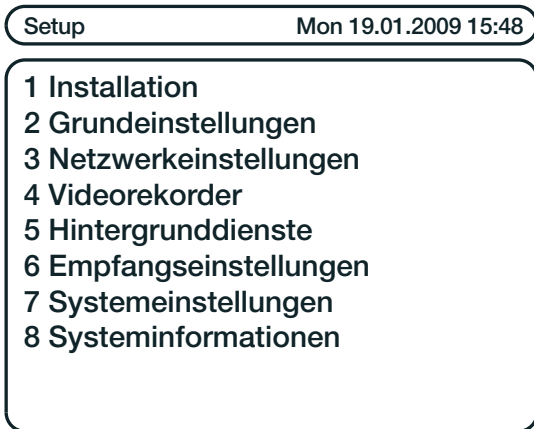 Setup Mon 19.01.2009 15:48
1 Installation
2 Grundeinstellungen
3 Netzwerkeinstellungen
4 Videorekorder
5 Hintergrunddienste
6 Empfangseinstellungen
7 Systemeinstellungen
8 Systeminformationen